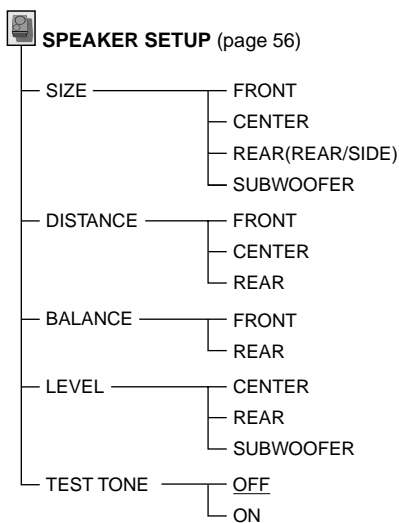 SPEAKER SETUP (page 56)
SIZE FRONT
CENTER
REAR(REAR/SIDE)
SUBWOOFER
DISTANCE FRONT
CENTER
REAR
BALANCE FRONT
REAR
LEVEL CENTER
REAR
SUBWOOFER
TEST TONE OFF
ON